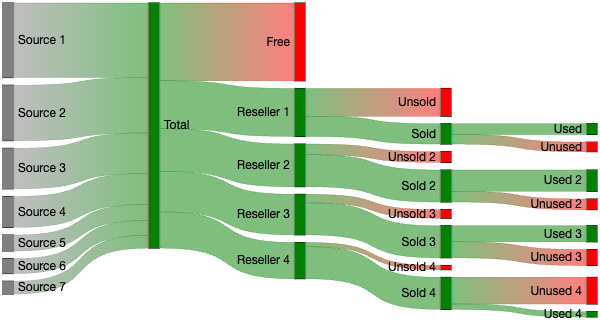 Source 1
Source 2
Source 3
Source 4
Source 5
Source 6
Source 7
Total
Free
Reseller 1
Reseller 2
Reseller 3
Reseller 4
Unsold
Sold
Unsold 2
Sold 2
Unsold 3
Sold 3
Unsold 4
Sold 4
Used
Unused
Used 2
Unused 2
Used 3
Unused 3
Unused 4
Used 4